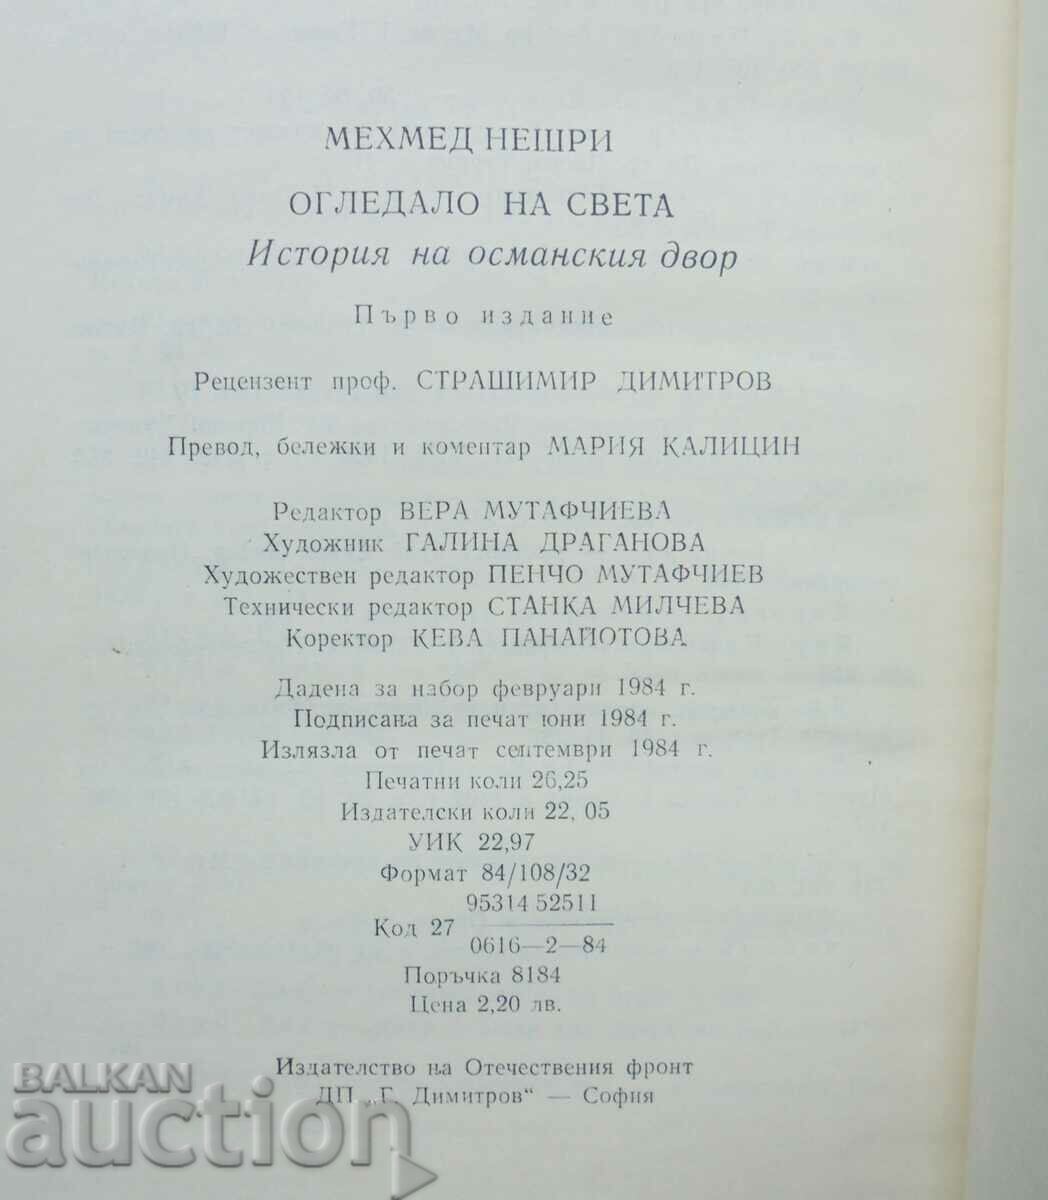 МЕХМЕД НЕШРИ
ОГЛЕДАЛО НА СВЕТА
История на османския двор
Първо издание
Рецензент проф. СТРАШИМИР ДИМИТРОВ
Превод, бележки и коментар МАРИЯ КАЛИЦИН
Редактор ВЕРА МУТАФЧИЕВА
Художник ГАЛИНА ДРАГАНОВА
Художествен редактор ПЕНЧО МУТАФЧИЕВ
Технически редактор СТАНКА МИЛЧЕВА
Коректор КЕВА ПАНАЙОТОВА
Дадена за набор февруари 1984 г.
Подписана за печат юни 1984 г.
Излязла от печат септември 1984 г.
Печатни коли 26,25
Издателски коли 22, 05
УИК 22,97
Формат 84/108/32
95314 52511
Код 27
0616—2—84
Поръчка 8184
Цена 2,20 лв.
Издателство на Отечествения фронт
ДП „Г. Димитров“ — София
BALKAN
auction